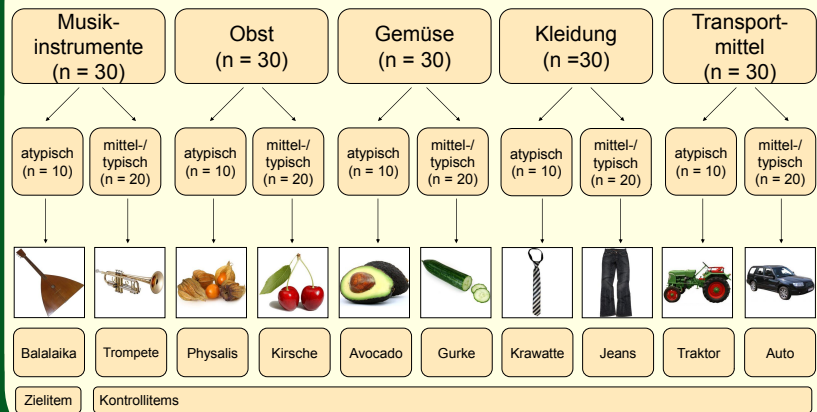 Musik-
instrumente
(n = 30)
Obst
(n = 30)
Gemüse
(n = 30)
Kleidung
(n =30)
Transport-
mittel
(n = 30)
atypisch
(n = 10)
mittel-/
typisch
(n = 20)
atypisch
(n = 10)
mittel-/
typisch
(n = 20)
atypisch
(n = 10)
mittel-/
typisch
(n = 20)
atypisch
(n = 10)
mittel-/
typisch
(n = 20)
atypisch
(n = 10)
mittel-/
typisch
(n = 20)
Balalaika
Trompete
Physalis
Kirsche
Avocado
Gurke
Krawatte
Jeans
Traktor
Auto
Zielitem
Kontrollitems